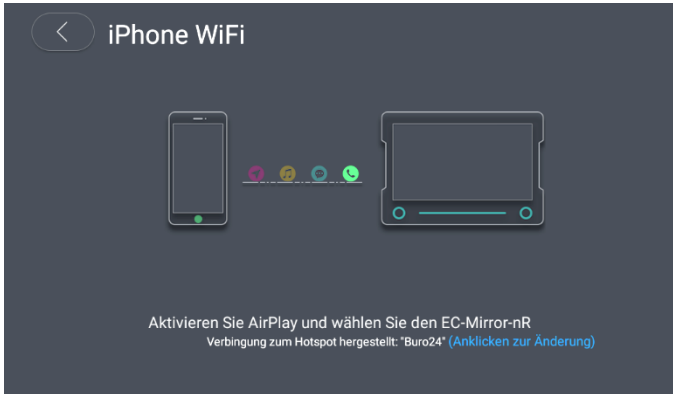 iPhone WiFi
Aktivieren Sie AirPlay und wählen Sie den EC-Mirror-nR
Verbingung zum Hotspot hergestellt: "Buro24" (Anklicken zur Änderung)